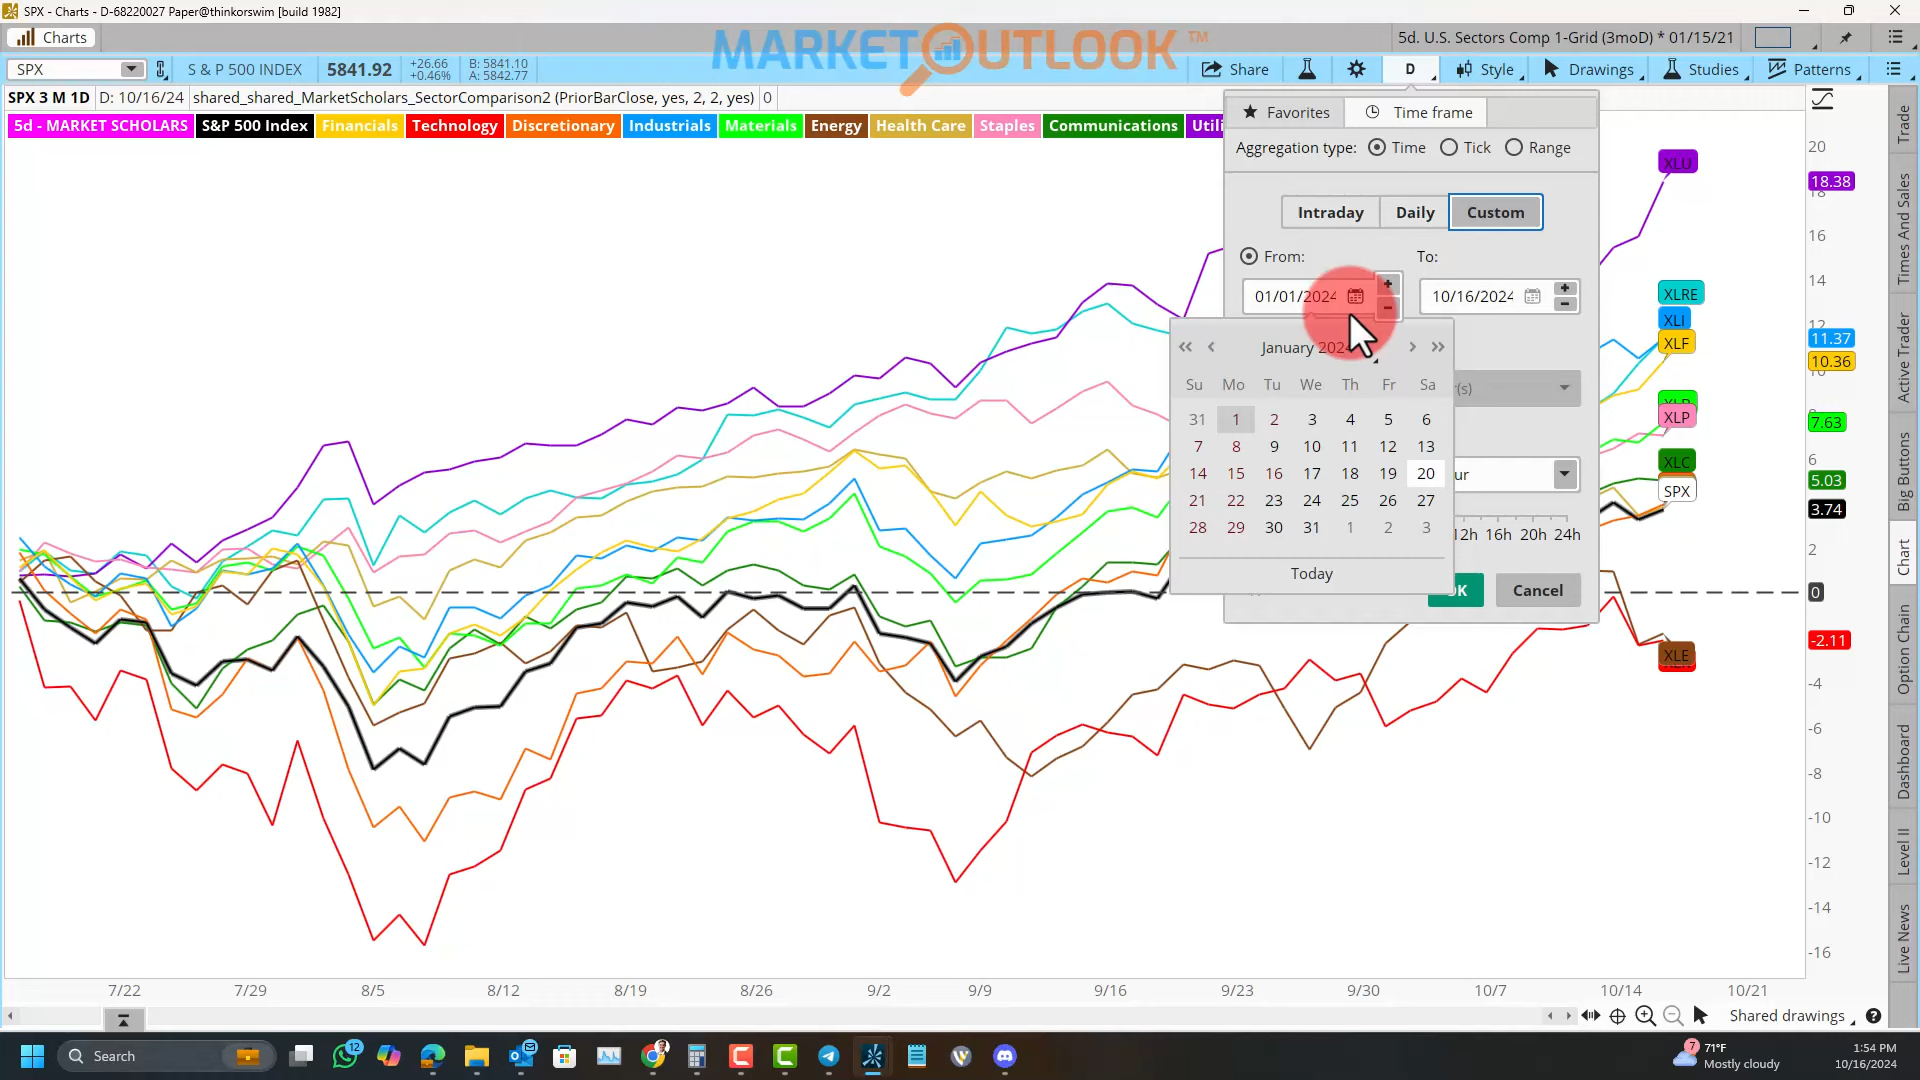 SPX - Charts - D-68220027 Paper@thinkorswim [build 1982]
Charts
MARKET OUTLOOK ™
5d. U.S. Sectors Comp 1-Grid (3moD) * 01/15/21
SPX
S & P 500 INDEX
5841.92
+26.66
+0.46%
B: 5841.10
A: 5842.77
Share
D
Style
Drawings
Studies
Patterns
SPX 3 M 1D
D: 10/16/24
shared_shared_MarketScholars_SectorComparison2 (PriorBarClose, yes, 2, 2, yes)
0
5d - MARKET SCHOLARS
S&P 500 Index
Financials
Technology
Discretionary
Industrials
Materials
Energy
Health Care
Staples
Communications
Utili
Favorites
Time frame
Aggregation type:
Time
Tick
Range
Intraday
Daily
Custom
From:
To:
01/01/2024
10/16/2024
January 202
Su Mo Tu We Th Fr Sa
31 1 2 3 4 5 6
7 8 9 10 11 12 13
14 15 16 17 18 19 20
21 22 23 24 25 26 27
28 29 30 31 1 2 3
Today
(s)
ur
12h 16h 20h 24h
OK
Cancel
XLU
XLRE
XLI
XLF
XLP
XLC
SPX
XLE
20
18.38
16
14
12
11.37
10.36
7.63
6
5.03
3.74
2
0
-2.11
-4
-6
-8
-10
-12
-14
-16
7/22
7/29
8/5
8/12
8/19
8/26
9/2
9/9
9/16
9/23
9/30
10/7
10/14
10/21
Trade
Times And Sales
Active Trader
Big Buttons
Chart
Option Chain
Dashboard
Level II
Live News
Shared drawings
Search
12
7
71°F
Mostly cloudy
1:54 PM
10/16/2024